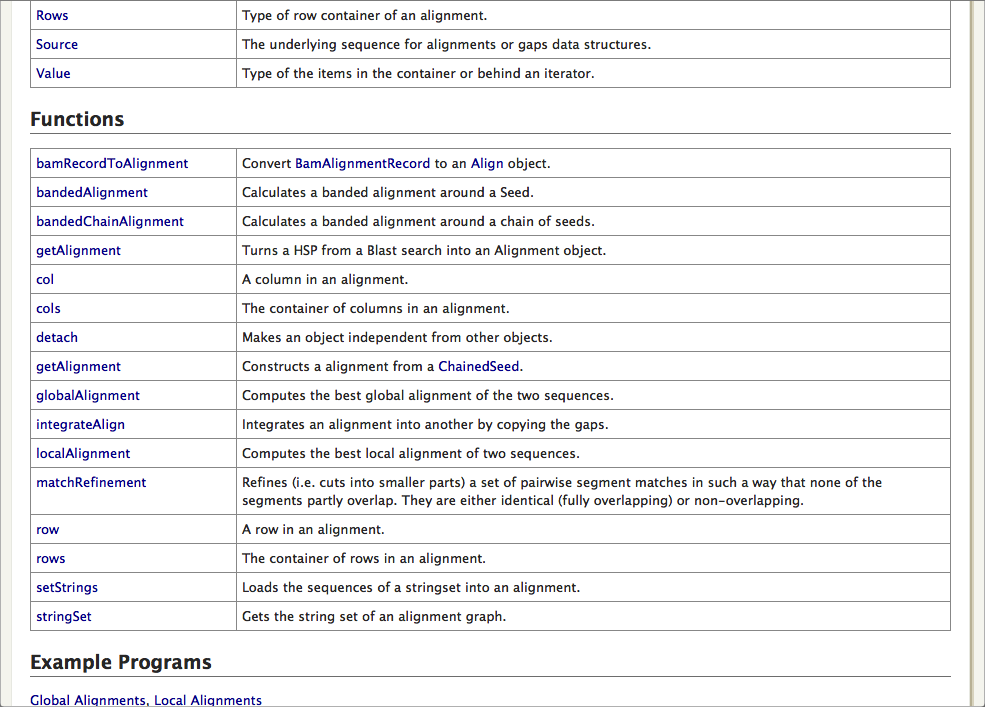 Rows Type of row container of an alignment.
Source The underlying sequence for alignments or gaps data structures.
Value Type of the items in the container or behind an iterator.
Functions
bamRecordToAlignment Convert BamAlignmentRecord to an Align object.
bandedAlignment Calculates a banded alignment around a Seed.
bandedChainAlignment Calculates a banded alignment around a chain of seeds.
getAlignment Turns a HSP from a Blast search into an Alignment object.
col A column in an alignment.
cols The container of columns in an alignment.
detach Makes an object independent from other objects.
getAlignment Constructs a alignment from a ChainedSeed.
globalAlignment Computes the best global alignment of the two sequences.
integrateAlign Integrates an alignment into another by copying the gaps.
localAlignment Computes the best local alignment of two sequences.
matchRefinement Refines (i.e. cuts into smaller parts) a set of pairwise segment matches in such a way that none of the
segments partly overlap. They are either identical (fully overlapping) or non-overlapping.
row A row in an alignment.
rows The container of rows in an alignment.
setStrings Loads the sequences of a stringset into an alignment.
stringSet Gets the string set of an alignment graph.
Example Programs
Global Alignments, Local Alignments